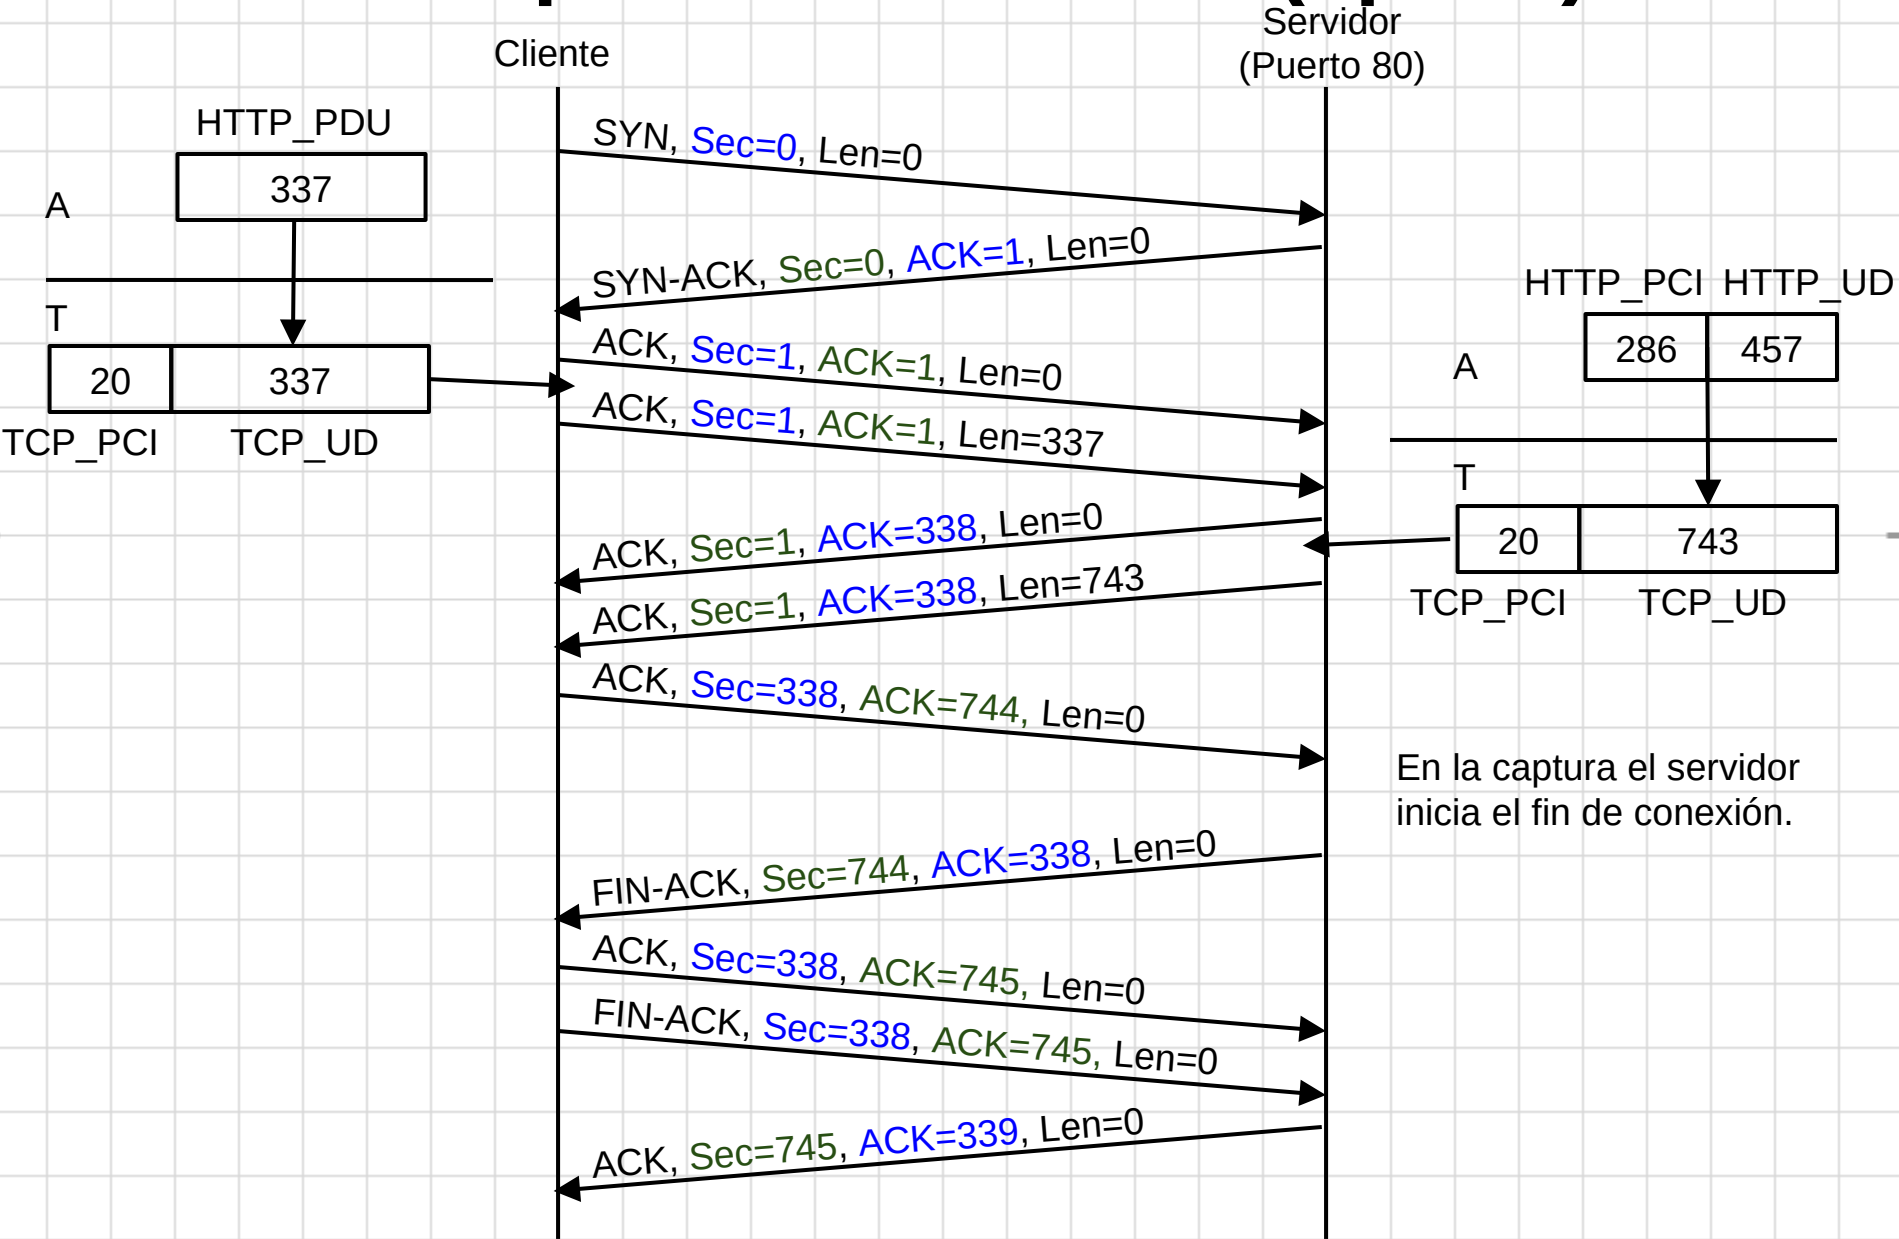 Cliente
Servidor
(Puerto 80)
HTTP_PDU
337
A
T
20 337
TCP_PCI TCP_UD
SYN, Sec=0, Len=0
SYN-ACK, Sec=0, ACK=1, Len=0
ACK, Sec=1, ACK=1, Len=0
ACK, Sec=1, ACK=1, Len=337
ACK, Sec=1, ACK=338, Len=0
ACK, Sec=1, ACK=338, Len=743
ACK, Sec=338, ACK=744, Len=0
FIN-ACK, Sec=744, ACK=338, Len=0
ACK, Sec=338, ACK=745, Len=0
FIN-ACK, Sec=338, ACK=745, Len=0
ACK, Sec=745, ACK=339, Len=0
HTTP_PCI HTTP_UD
286 457
A
T
20 743
TCP_PCI TCP_UD
En la captura el servidor
inicia el fin de conexión.